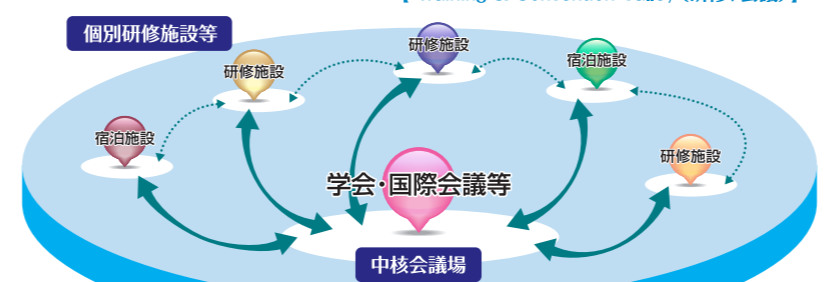 個別研修施設等
研修施設
宿泊施設
研修施設
宿泊施設
研修施設
学会・国際会議等
中核会議場